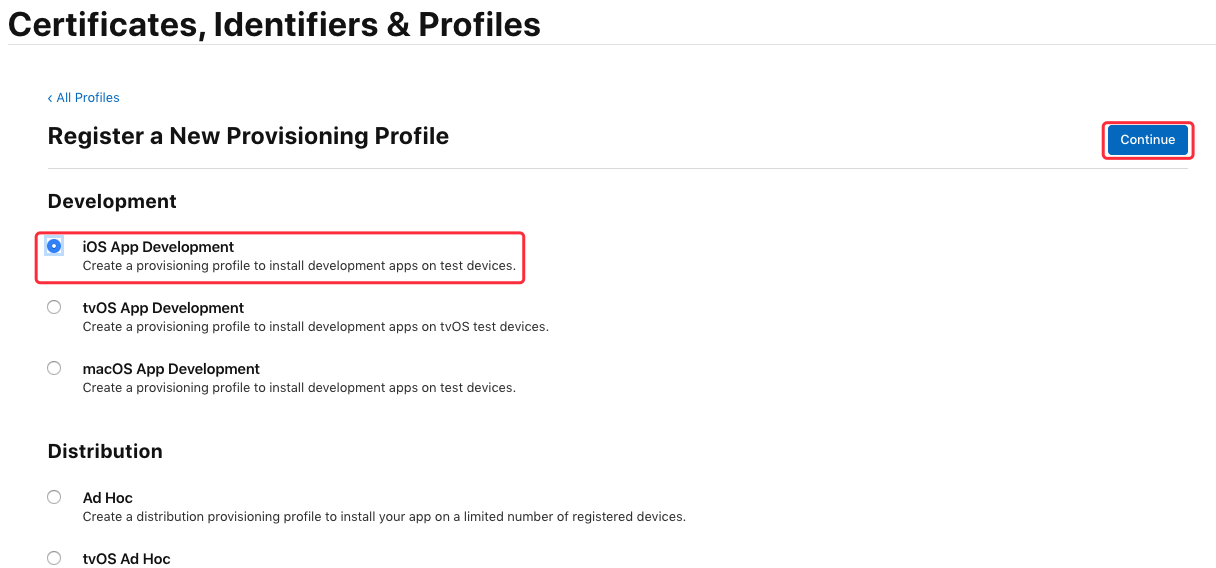 Certificates, Identifiers & Profiles
‹ All Profiles
Register a New Provisioning Profile
Continue
Development
iOS App Development
Create a provisioning profile to install development apps on test devices.
tvOS App Development
Create a provisioning profile to install development apps on tvOS test devices.
macOS App Development
Create a provisioning profile to install development apps on test devices.
Distribution
Ad Hoc
Create a distribution provisioning profile to install your app on a limited number of registered devices.
tvOS Ad Hoc